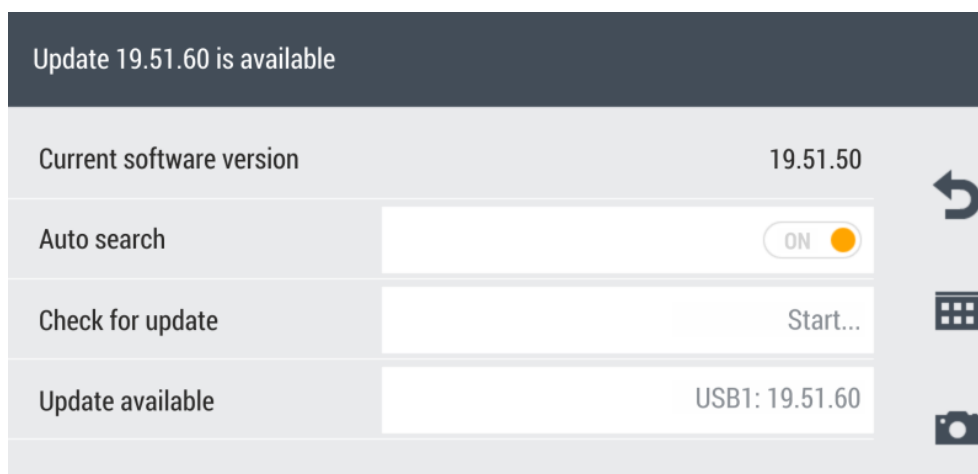 Update 19.51.60 is available
Current software version 19.51.50
Auto search ON
Check for update Start...
Update available USB1: 19.51.60